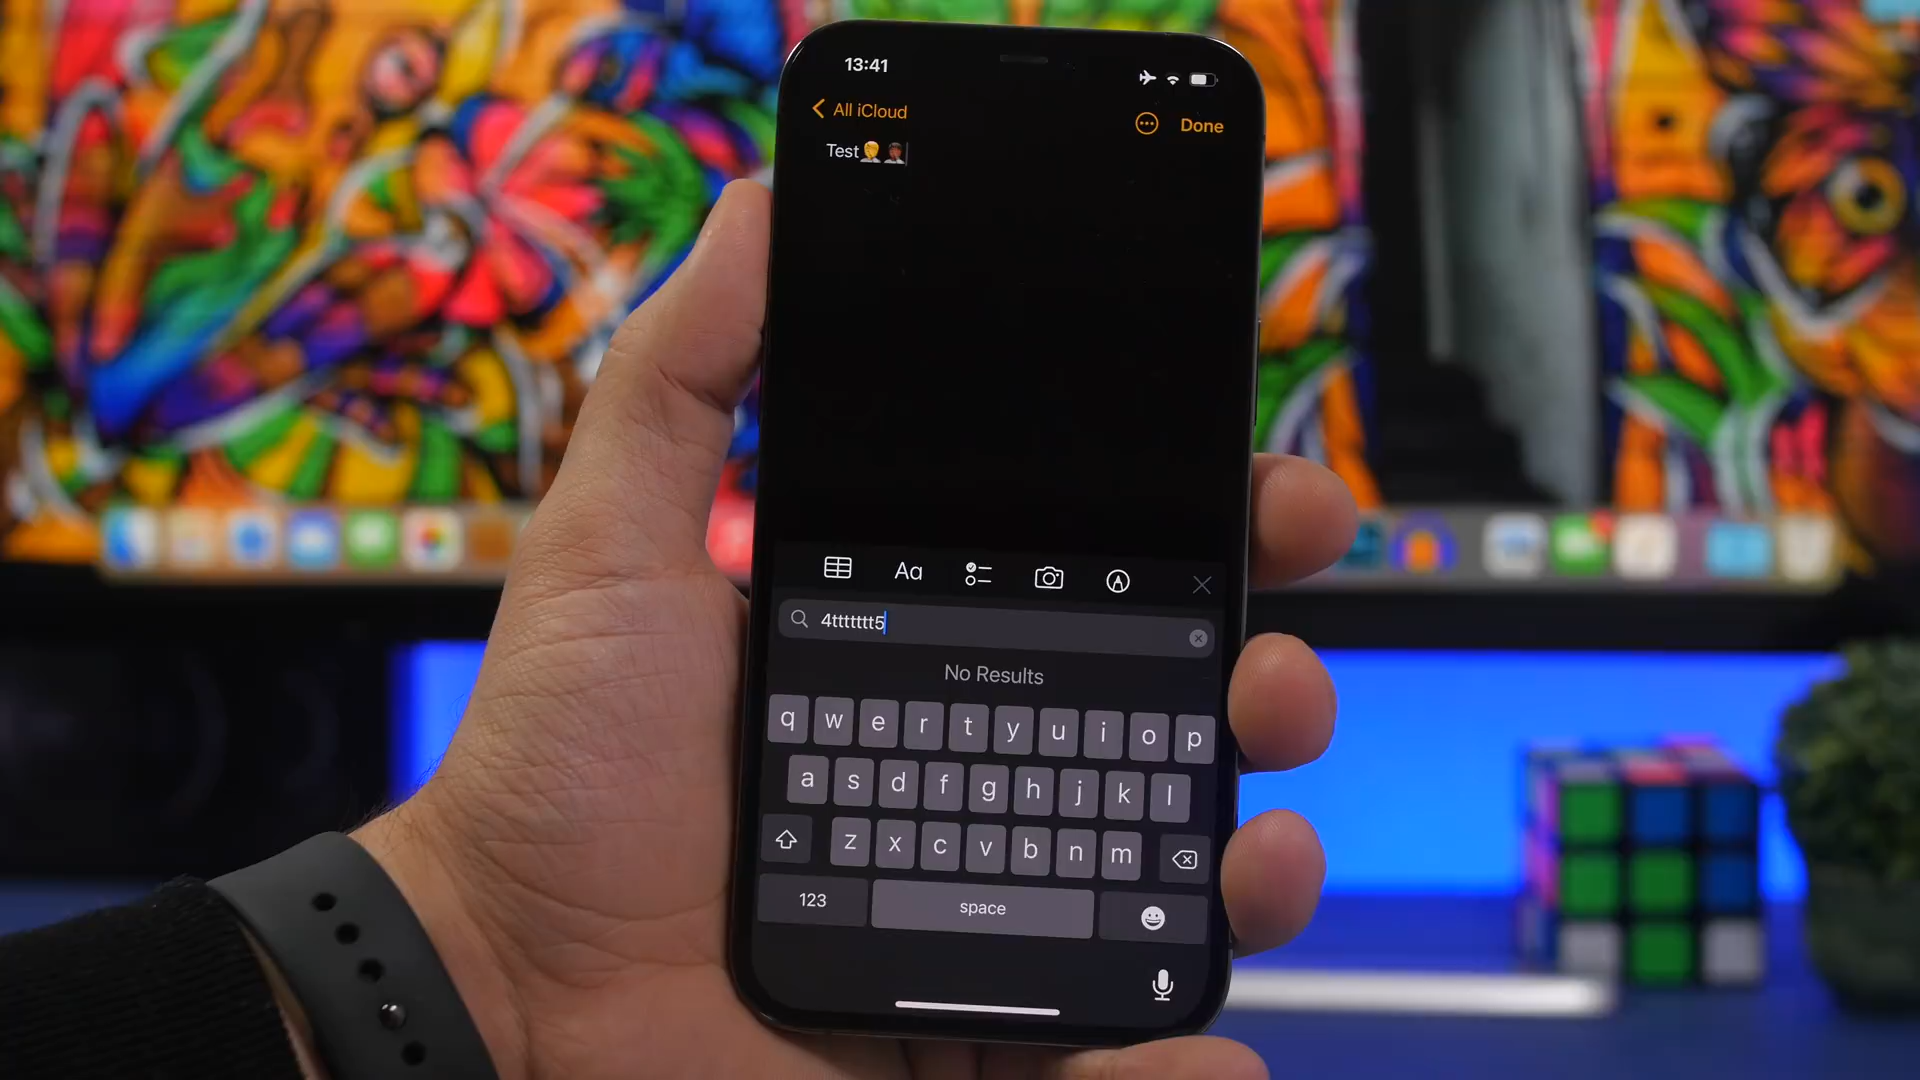 13:41
All iCloud
Done
Test🤵🤵🏾
Aa
4ttttttt5
No Results
q w e r t y u i o p
a s d f g h j k l
z x c v b n m
123 space